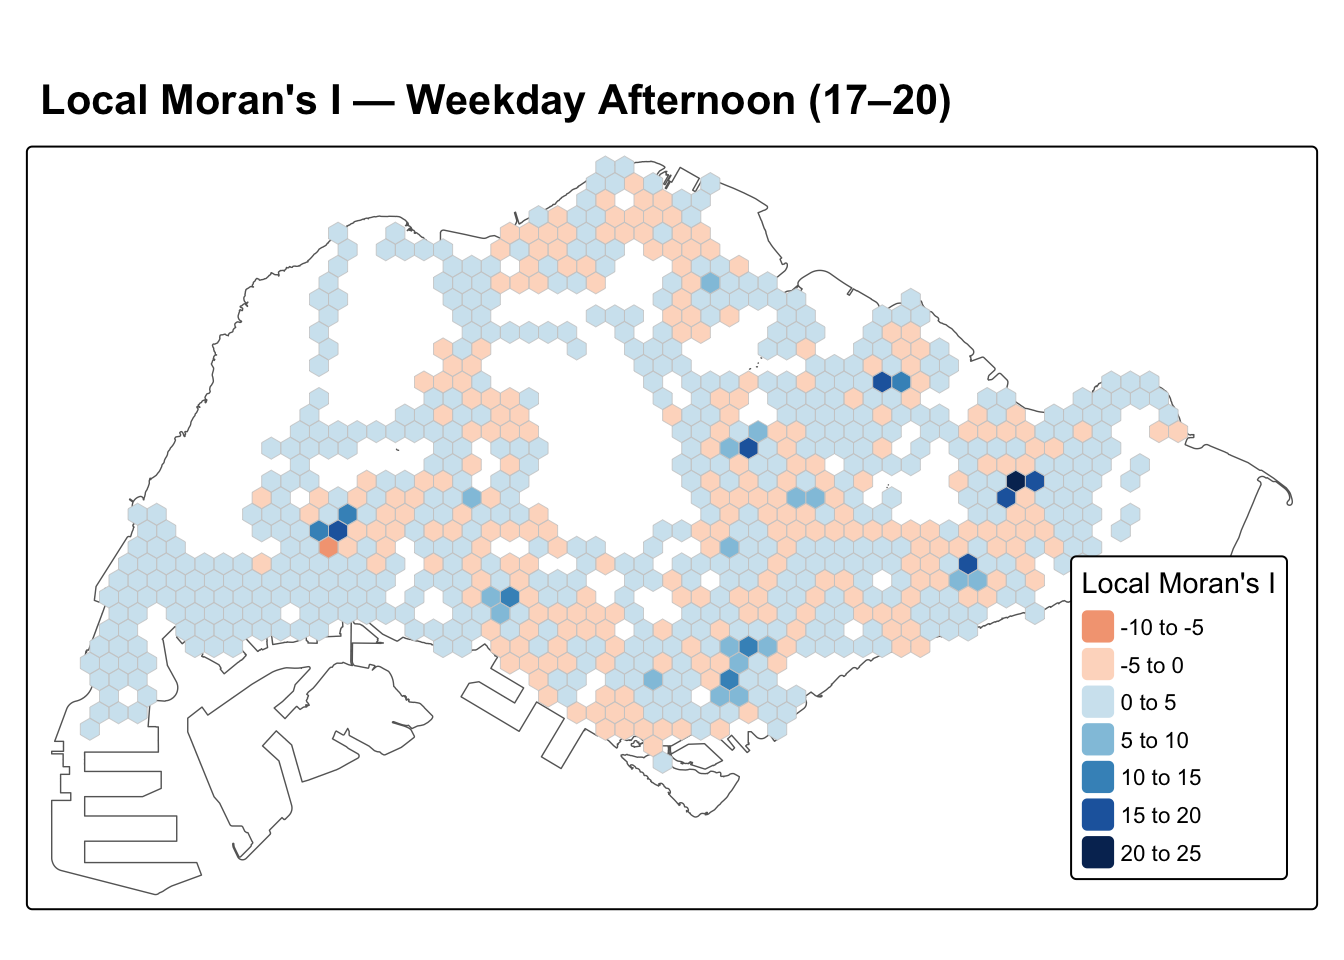 Local Moran's I — Weekday Afternoon (17–20)
Local Moran's I
-10 to -5
-5 to 0
0 to 5
5 to 10
10 to 15
15 to 20
20 to 25